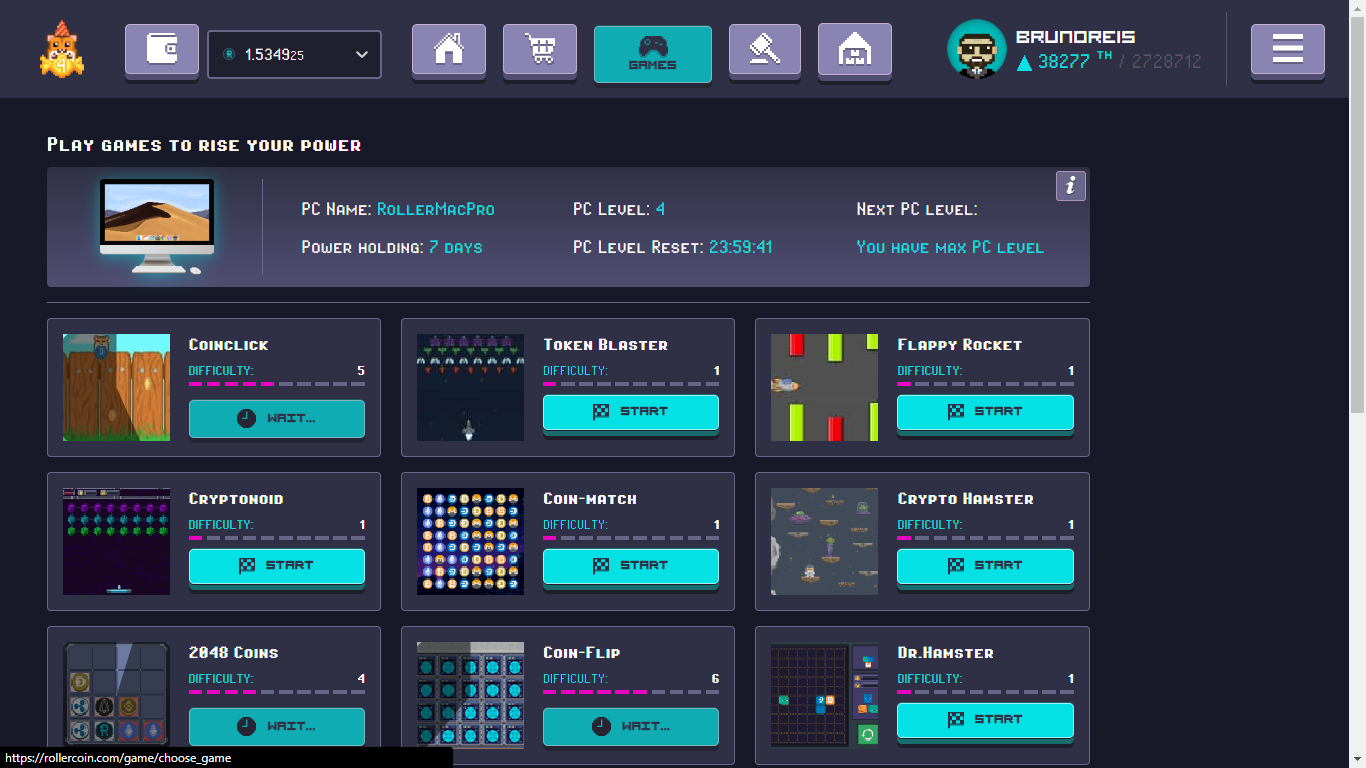 1.534925
GAMES
BRUNOREIS
38277 TH / 2728712
Play games to rise your power
PC Name: RollerMacPro
PC Level: 4
Next PC level:
Power holding: 7 days
PC Level Reset: 23:59:41
You have max PC level
Coinclick
Difficulty: 5
WAIT...
Token Blaster
Difficulty: 1
START
Flappy Rocket
Difficulty: 1
START
Cryptonoid
Difficulty: 1
START
Coin-match
Difficulty: 1
START
Crypto Hamster
Difficulty: 1
START
2048 Coins
Difficulty: 4
WAIT...
Coin-Flip
Difficulty: 6
WAIT...
Dr.Hamster
Difficulty: 1
START
https://rollercoin.com/game/choose_game